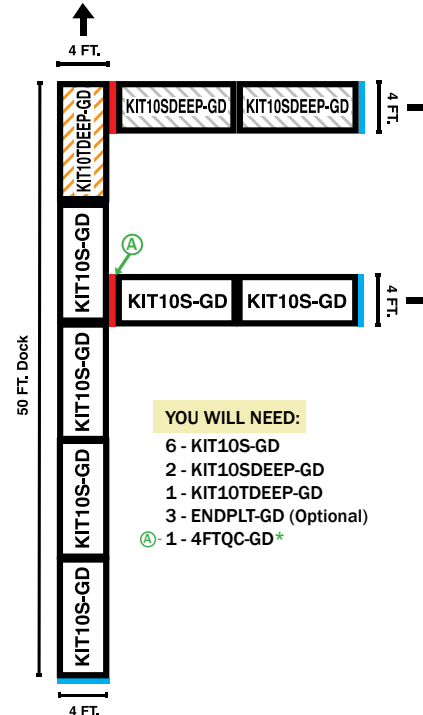 4 FT.
KIT10TDEEP-GD
KIT10SDEEP-GD
KIT10SDEEP-GD
4 FT.
KIT10S-GD
A
KIT10S-GD
KIT10S-GD
4 FT.
50 FT. Dock
KIT10S-GD
KIT10S-GD
KIT10S-GD
YOU WILL NEED:
6 - KIT10S-GD
2 - KIT10SDEEP-GD
1 - KIT10TDEEP-GD
3 - ENDPLT-GD (Optional)
A - 1 - 4FTQC-GD*
4 FT.